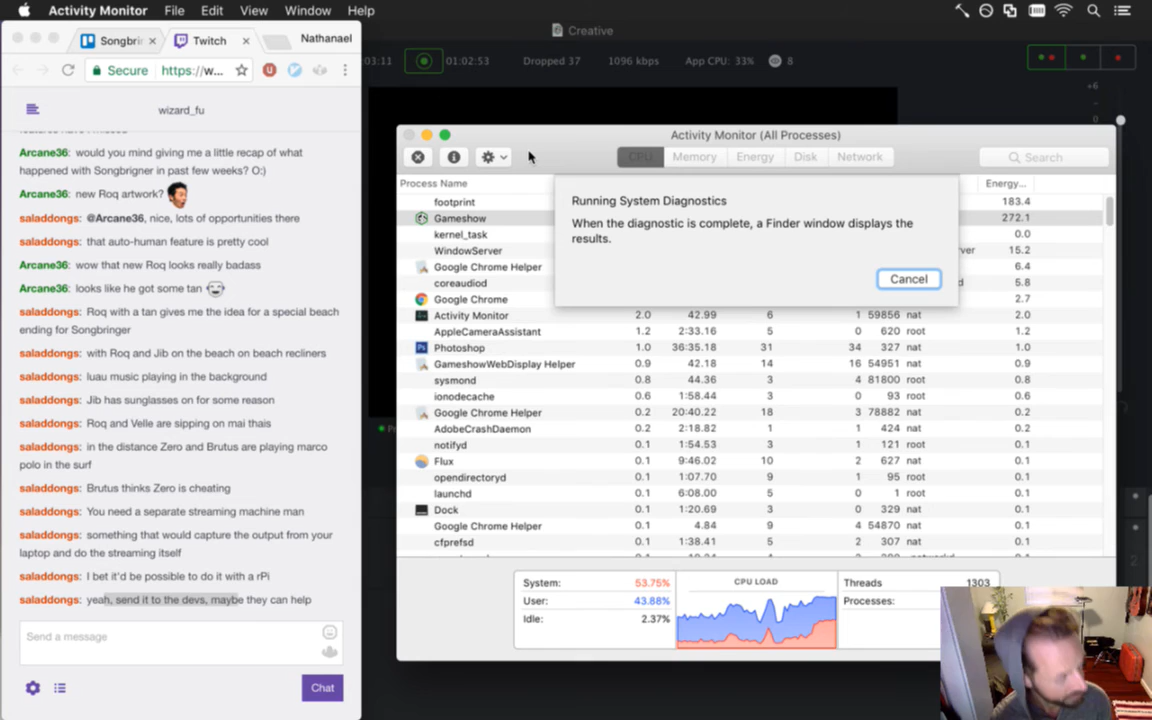 Activity Monitor File Edit View Window Help
Creative
Songbri
Twitch
Nathanael
Secure https://w...
03:11
01:02:53
Dropped 37
1096 kbps
App CPU: 33%
8
+6
wizard_fu
Arcane36: would you mind giving me a little recap of what
happened with Songbrigner in past few weeks? O:)
Arcane36: new Roq artwork?
saladdongs: @Arcane36, nice, lots of opportunities there
saladdongs: that auto-human feature is pretty cool
Arcane36: wow that new Roq looks really badass
Arcane36: looks like he got some tan
saladdongs: Roq with a tan gives me the idea for a special beach
ending for Songbringer
saladdongs: with Roq and Jib on the beach on beach recliners
saladdongs: luau music playing in the background
saladdongs: Jib has sunglasses on for some reason
saladdongs: Roq and Velle are sipping on mai thais
saladdongs: in the distance Zero and Brutus are playing marco
polo in the surf
saladdongs: Brutus thinks Zero is cheating
saladdongs: You need a separate streaming machine man
saladdongs: something that would capture the output from your
laptop and do the streaming itself
saladdongs: I bet it'd be possible to do it with a rPi
saladdongs: yeah, send it to the devs, maybe they can help
Send a message
Chat
Activity Monitor (All Processes)
CPU Memory Energy Disk Network
Search
Process Name
Energy...
Running System Diagnostics
When the diagnostic is complete, a Finder window displays the
results.
Cancel
footprint 183.4
Gameshow 272.1
kernel_task 0.0
WindowServer 15.2
Google Chrome Helper 6.4
coreaudiod 5.8
Google Chrome 2.7
Activity Monitor 2.0 42.99 6 1 59856 nat 2.0
AppleCameraAssistant 1.2 2:33.16 5 0 620 root 1.2
Photoshop 1.0 36:35.18 31 34 327 nat 1.0
GameshowWebDisplay Helper 0.9 42.18 14 16 54951 nat 0.9
sysmond 0.8 44.36 3 4 81800 root 0.8
ionodecache 0.6 1:58.44 3 0 93 root 0.6
Google Chrome Helper 0.2 20:40.22 18 3 78882 nat 0.2
AdobeCrashDaemon 0.2 2:18.82 1 1 424 nat 0.2
notifyd 0.1 1:54.53 3 1 121 root 0.1
Flux 0.1 9:46.02 10 2 627 nat 0.1
opendirectoryd 0.1 1:07.70 9 1 95 root 0.1
launchd 0.1 6:08.00 5 0 1 root 0.1
Dock 0.1 1:20.69 3 0 329 nat 0.1
Google Chrome Helper 0.1 4.84 9 4 54870 nat 0.1
cfprefsd 0.1 1:38.41 5 2 307 nat 0.1
System: 53.75%
User: 43.88%
Idle: 2.37%
CPU LOAD
Threads 1303
Processes: